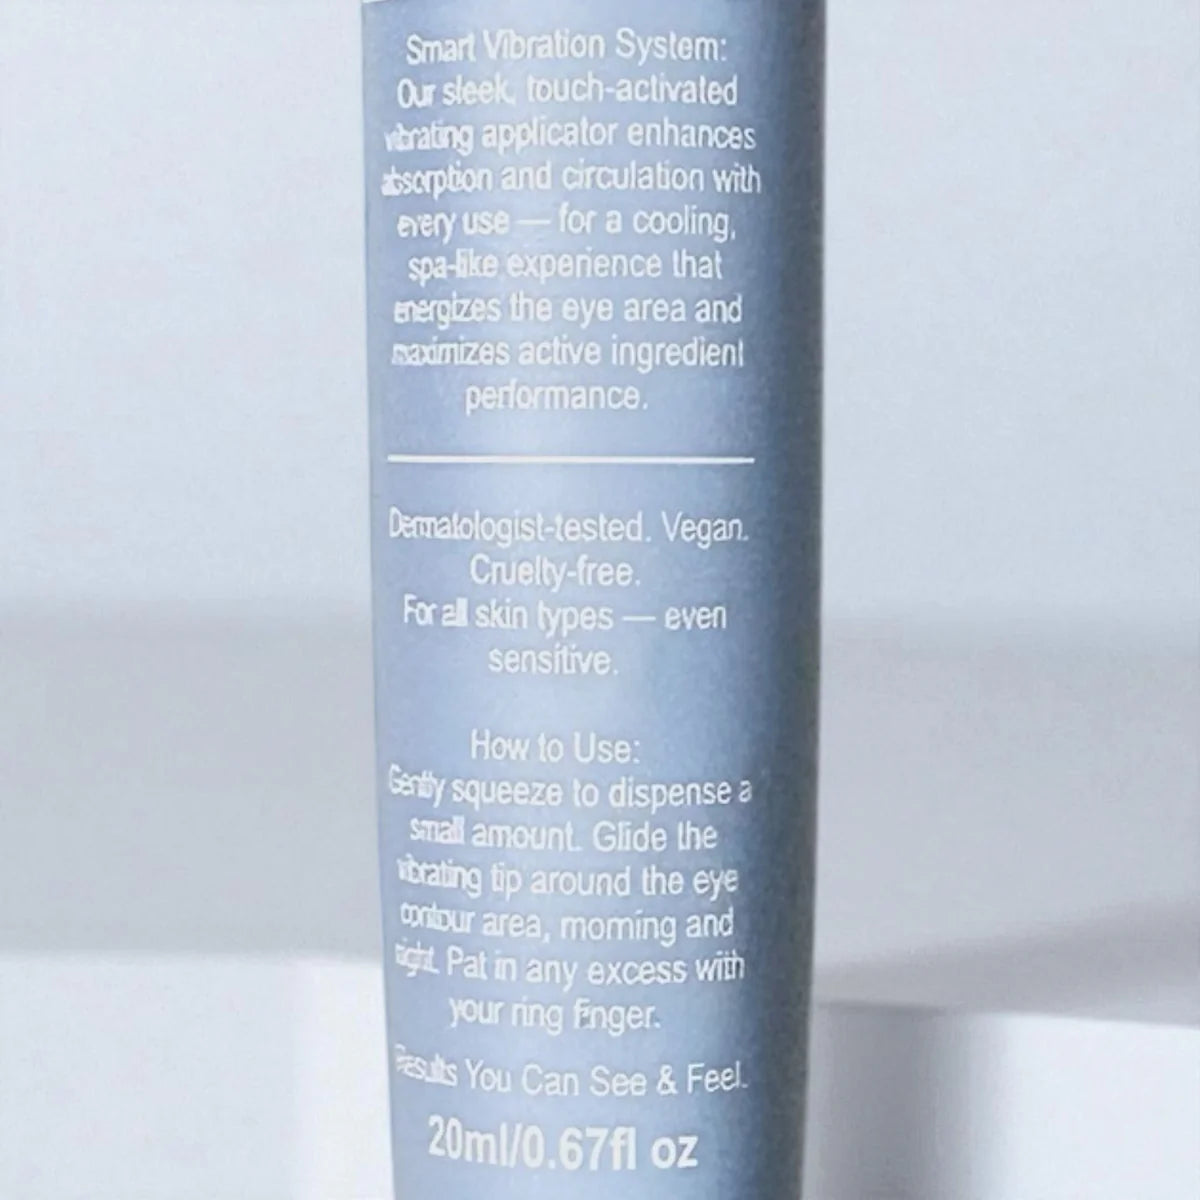 Smart Vibration System:
Our sleek, touch-activated
vibrating applicator enhances
absorption and circulation with
every use — for a cooling,
spa-like experience that
energizes the eye area and
maximizes active ingredient
performance.
Dermatologist-tested. Vegan.
Cruelty-free.
For all skin types — even
sensitive.
How to Use:
Gently squeeze to dispense a
small amount. Glide the
vibrating tip around the eye
contour area, morning and
night. Pat in any excess with
your ring finger.
Results You Can See & Feel.
20ml/0.67fl oz